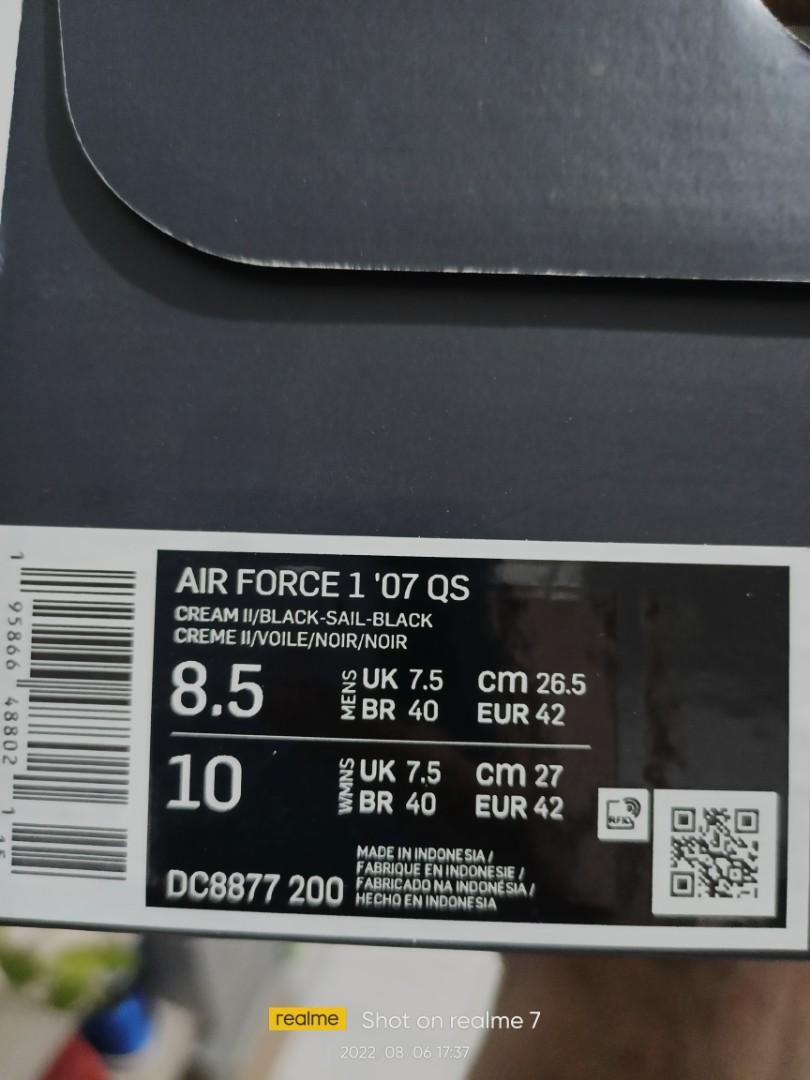 AIR FORCE 1 '07 QS
CREAM II/BLACK-SAIL-BLACK
CREME II/VOILE/NOIR/NOIR
8.5 MENS UK 7.5 cm 26.5
BR 40 EUR 42
10 WMNS UK 7.5 cm 27
BR 40 EUR 42
RFID
DC8877 200
MADE IN INDONESIA /
FABRIQUE EN INDONESIE /
FABRICADO NA INDONÉSIA /
HECHO EN INDONESIA
1 95866 48802 1
realme Shot on realme 7
2022 08 06 17:37